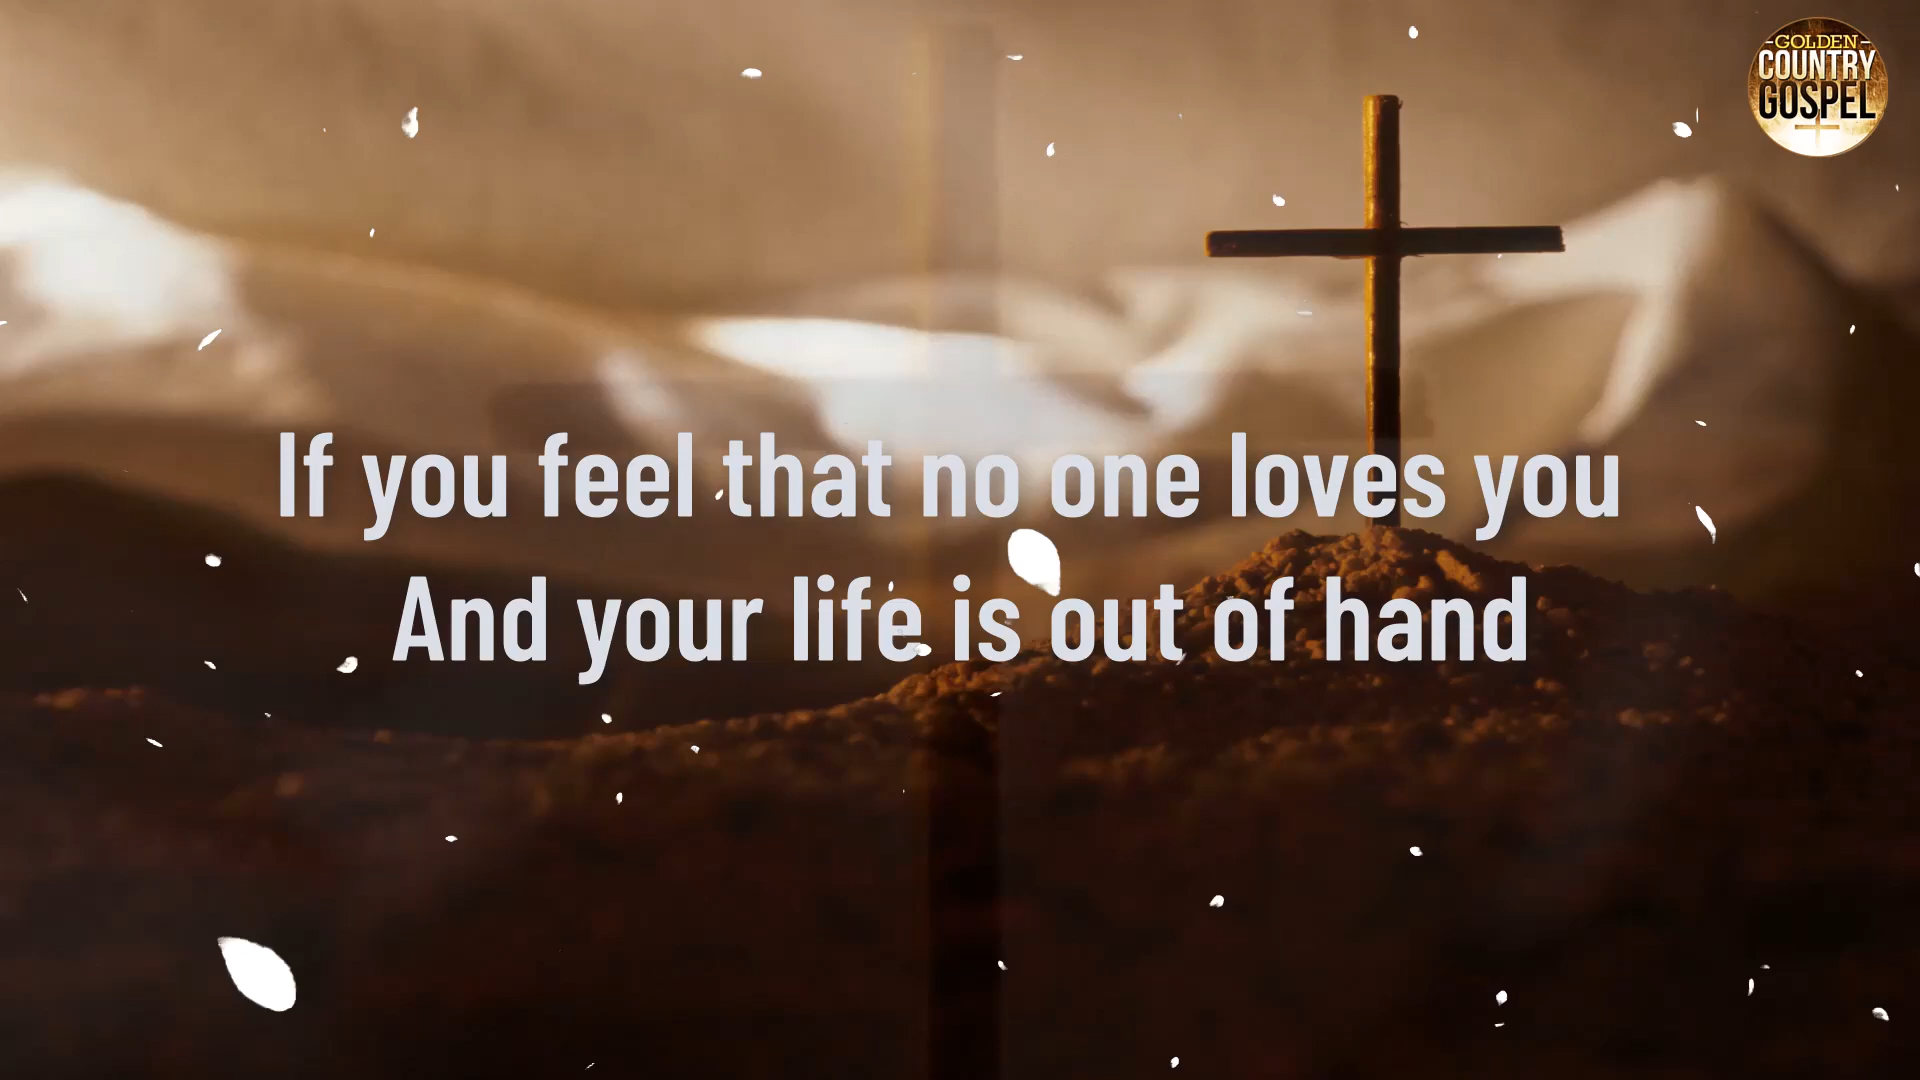 -GOLDEN-
COUNTRY
GOSPEL
If you feel that no one loves you
And your life is out of hand